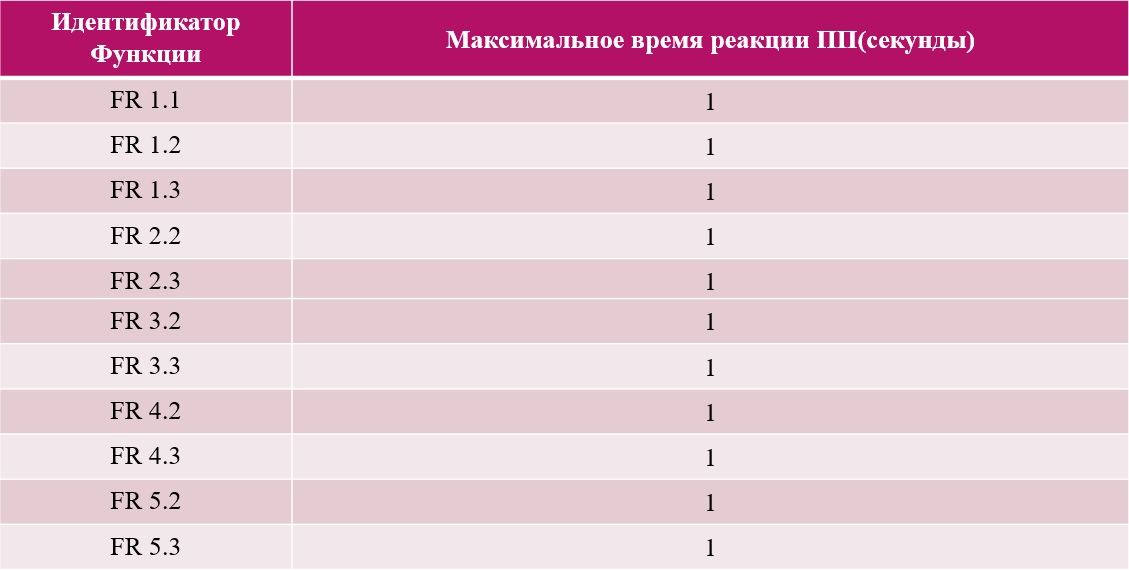 Идентификатор
Функции
Максимальное время реакции ПП(секунды)
FR 1.1 1
FR 1.2 1
FR 1.3 1
FR 2.2 1
FR 2.3 1
FR 3.2 1
FR 3.3 1
FR 4.2 1
FR 4.3 1
FR 5.2 1
FR 5.3 1